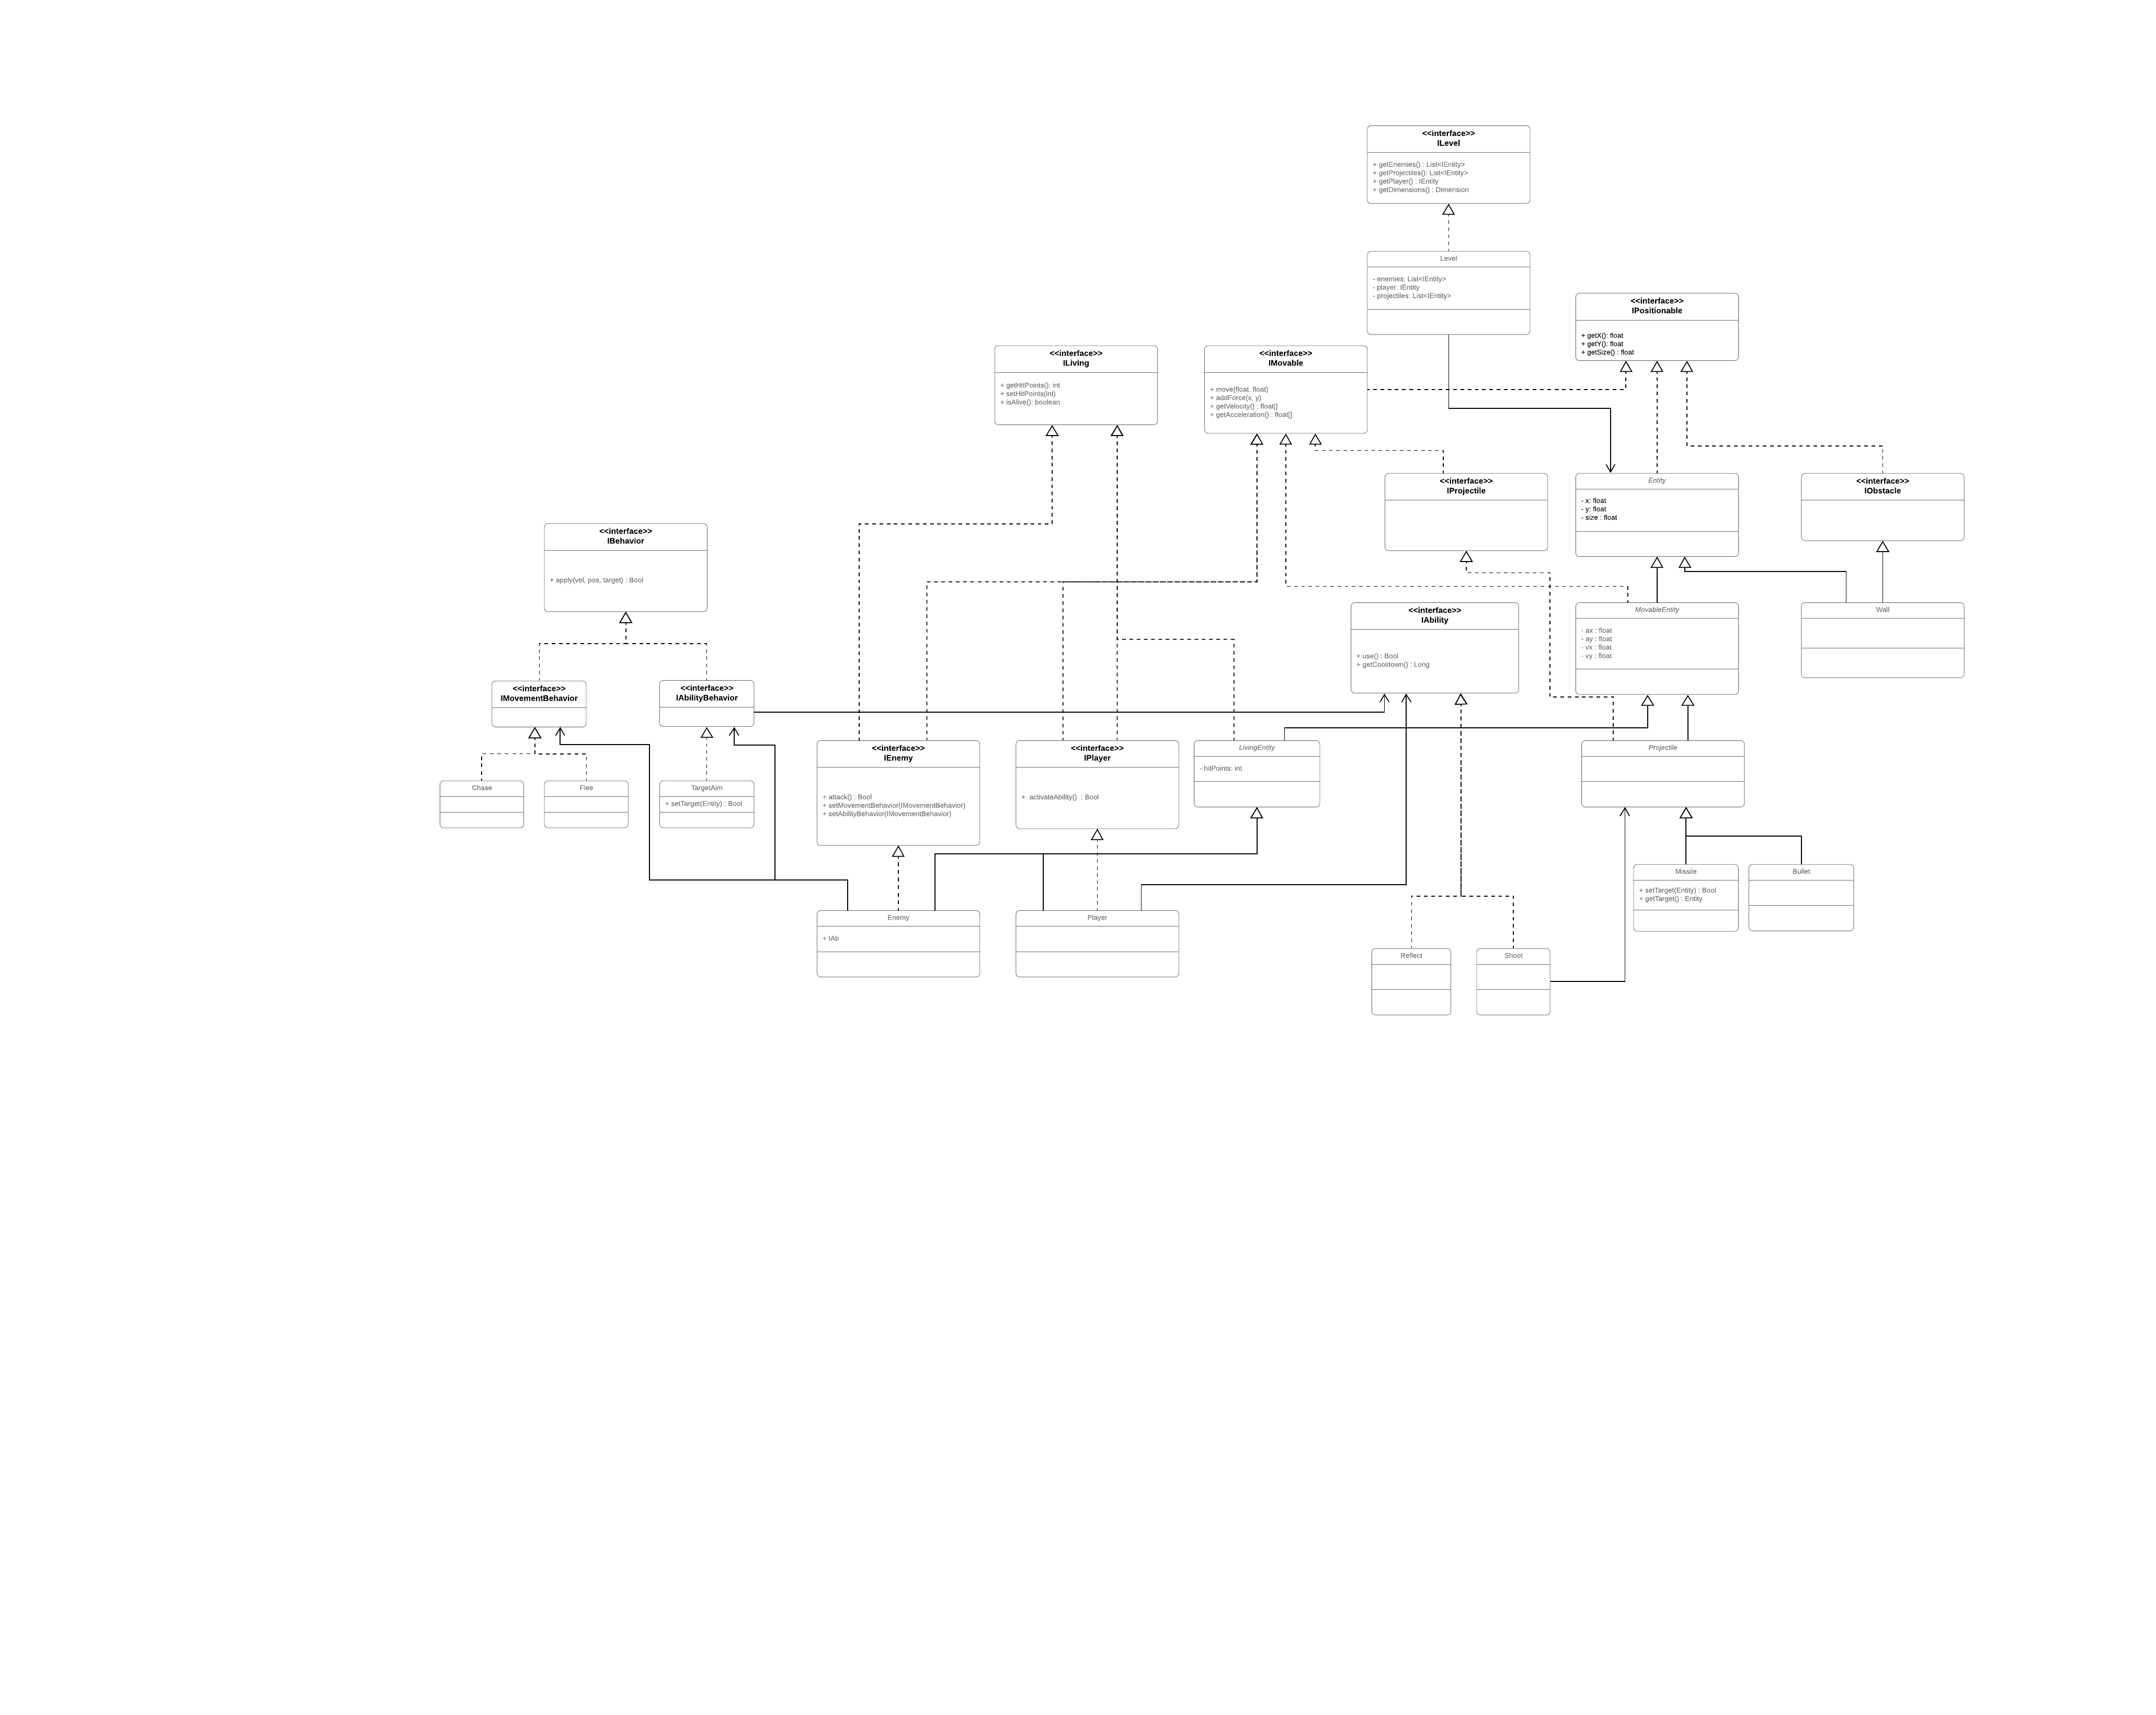 <<interface>>
ILevel
+ getEnemies() : List<IEntity>
+ getProjectiles(): List<IEntity>
+ getPlayer() : IEntity
+ getDimensions() : Dimension
Level
- enemies: List<IEntity>
- player: IEntity
- projectiles: List<IEntity>
<<interface>>
IPositionable
+ getX(): float
+ getY(): float
+ getSize() : float
<<interface>>
ILiving
+ getHitPoints(): int
+ setHitPoints(int)
+ isAlive(): boolean
<<interface>>
IMovable
+ move(float, float)
+ addForce(x, y)
+ getVelocity() : float[]
+ getAcceleration() : float[]
<<interface>>
IProjectile
Entity
- x: float
- y: float
- size : float
<<interface>>
IObstacle
<<interface>>
IBehavior
+ apply(vel, pos, target) : Bool
<<interface>>
IAbility
+ use() : Bool
+ getCooldown() : Long
MovableEntity
- ax : float
- ay : float
- vx : float
- vy : float
Wall
<<interface>>
IMovementBehavior
<<interface>>
IAbilityBehavior
<<interface>>
IEnemy
+ attack() : Bool
+ setMovementBehavior(IMovementBehavior)
+ setAbilityBehavior(IMovementBehavior)
<<interface>>
IPlayer
+ activateAbility() : Bool
LivingEntity
- hitPoints: int
Projectile
Chase
Flee
TargetAim
+ setTarget(Entity) : Bool
Missile
+ setTarget(Entity) : Bool
+ getTarget() : Entity
Bullet
Enemy
+ IAb
Player
Reflect
Shoot